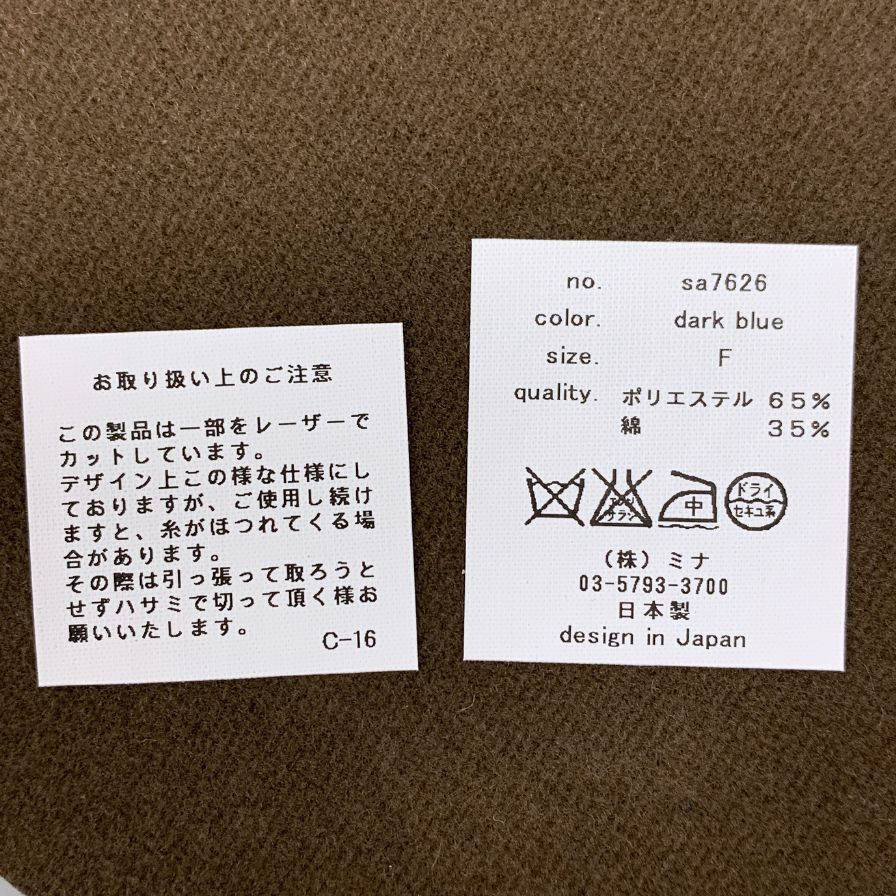 お取り扱い上のご注意
この製品は一部をレーザーで
カットしています。
デザイン上この様な仕様にし
ておりますが、ご使用し続け
ますと、糸がほつれてくる場
合があります。
その際は引っ張って取ろうと
せずハサミで切って頂く様お
願いいたします。
C-16
no. sa7626
color. dark blue
size. F
quality. ポリエステル 65%
綿 35%
エンソ
サラシ
中
ドライ
セキユ系
(株)ミナ
03-5793-3700
日本製
design in Japan